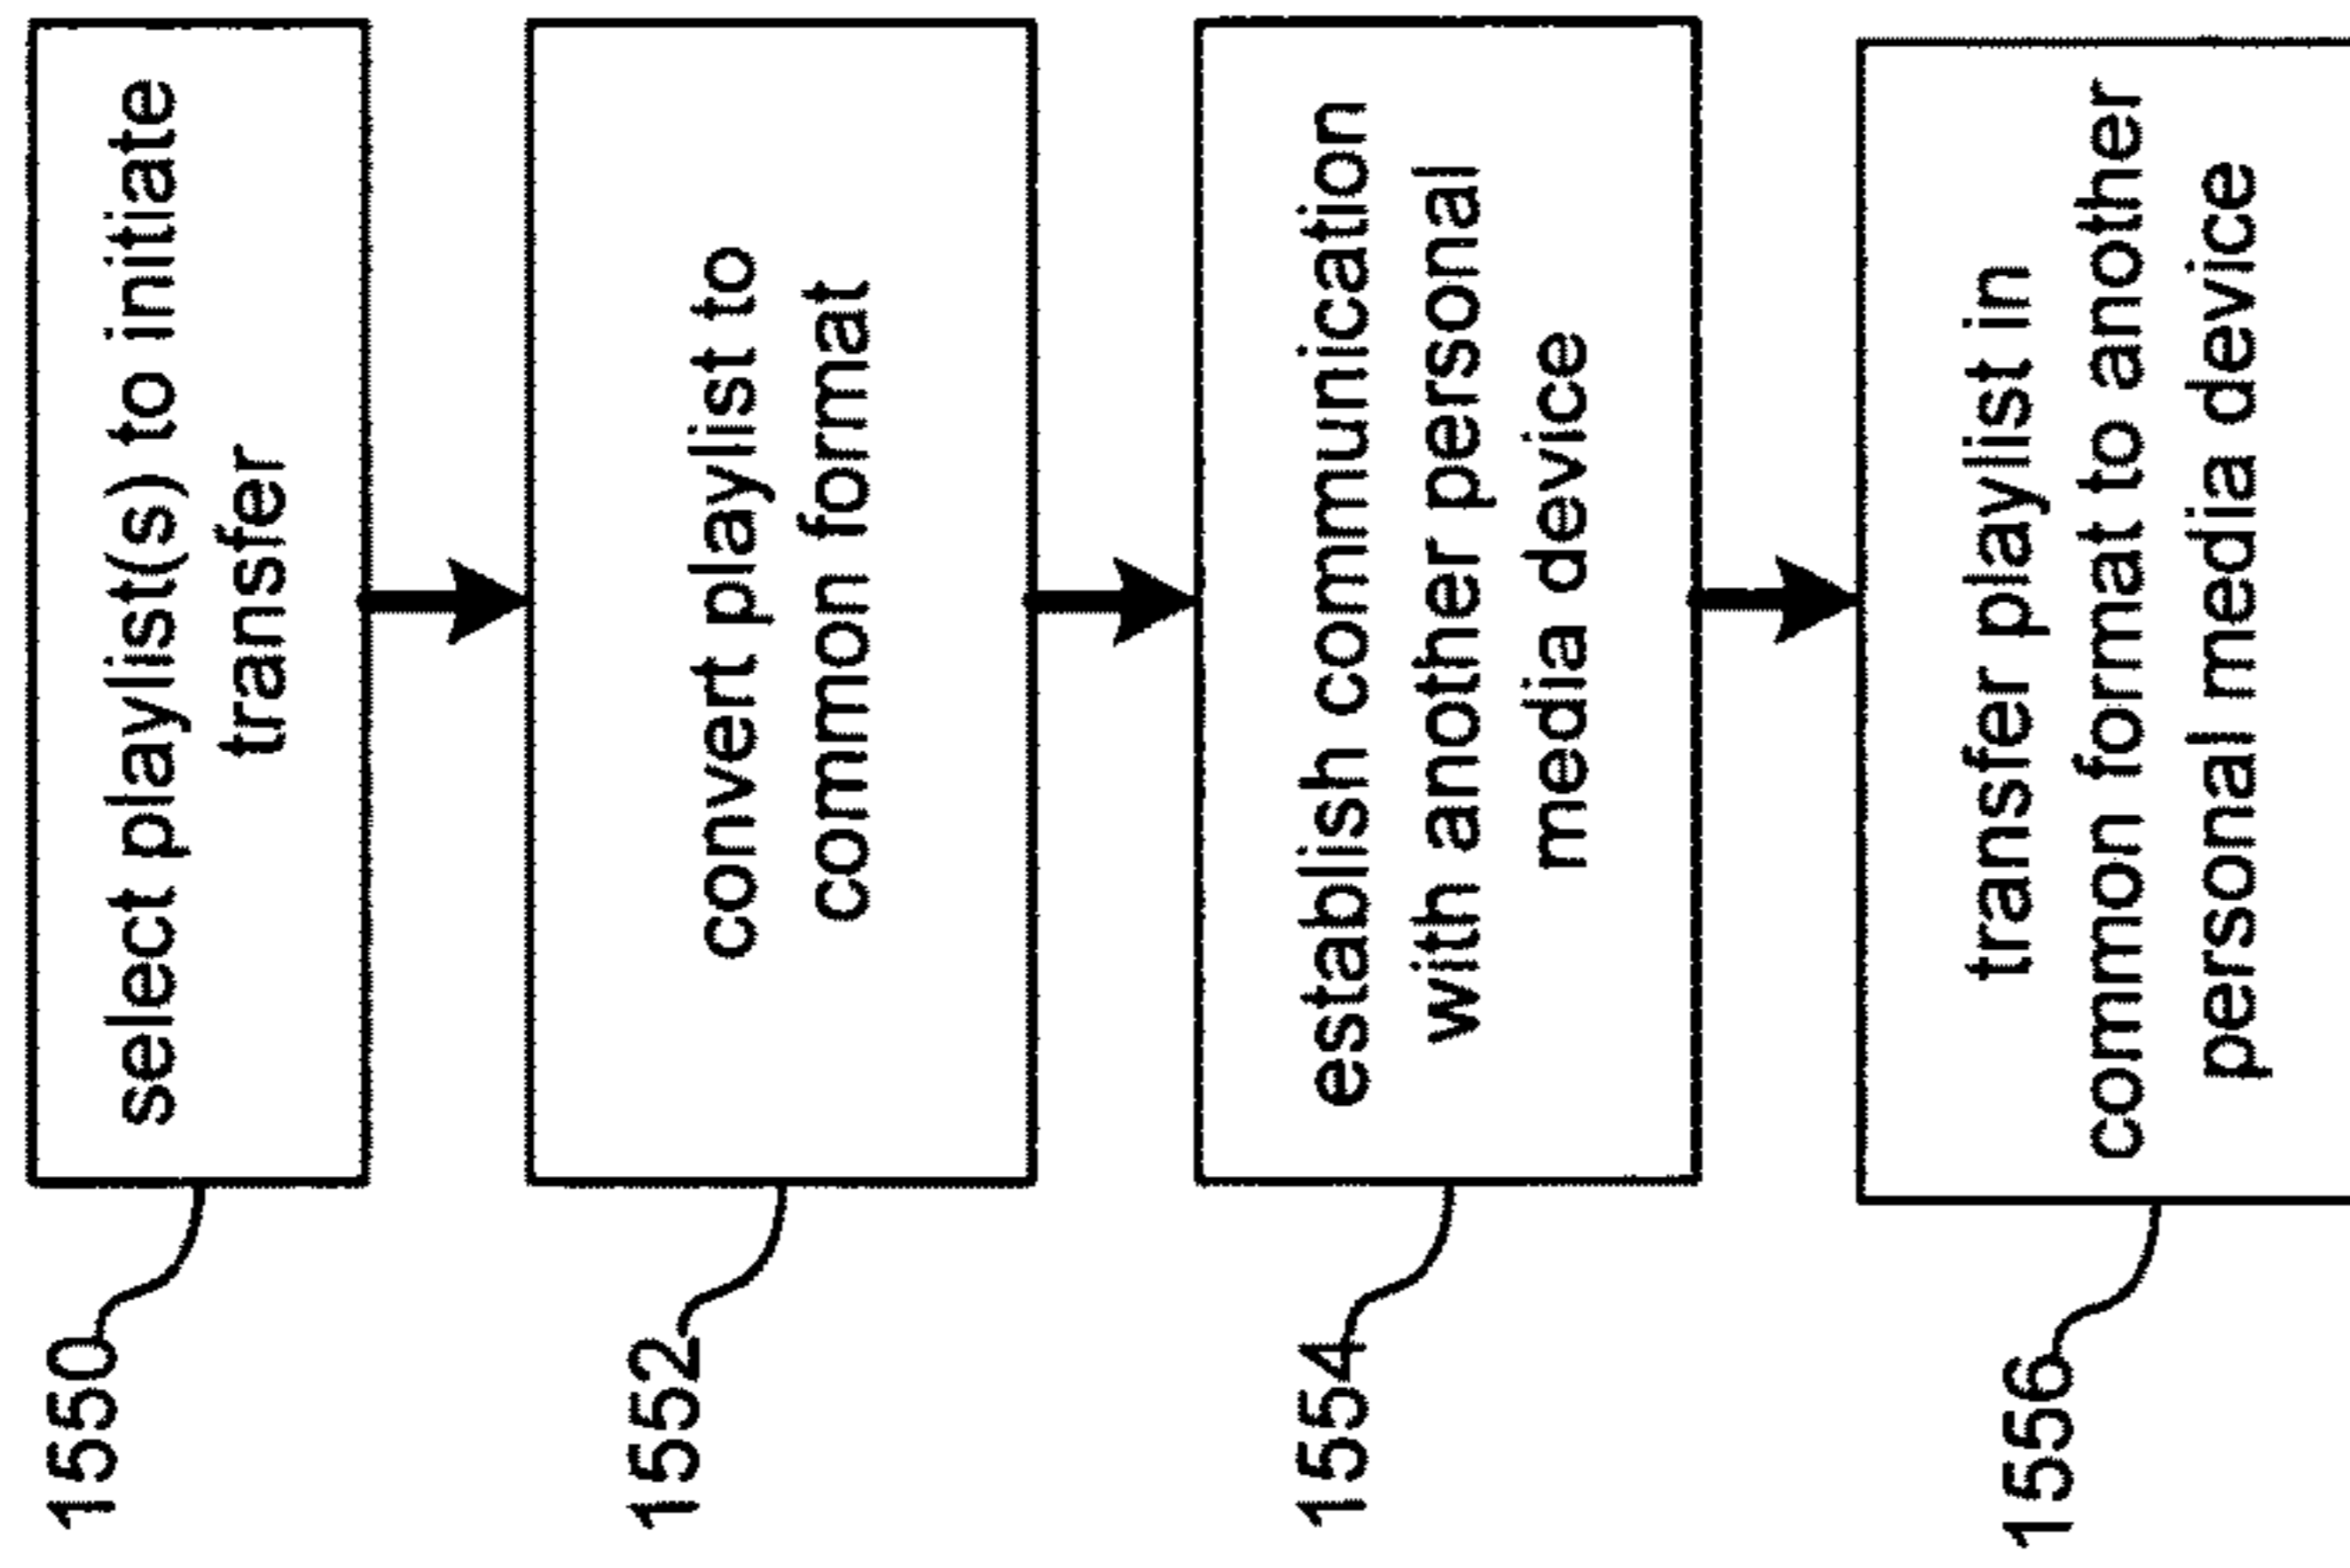 1550
select playlist(s) to initiate
transfer
1552
convert playlist to
common format
1554
establish communication
with another personal
media device
1556
transfer playlist in
common format to another
personal media device